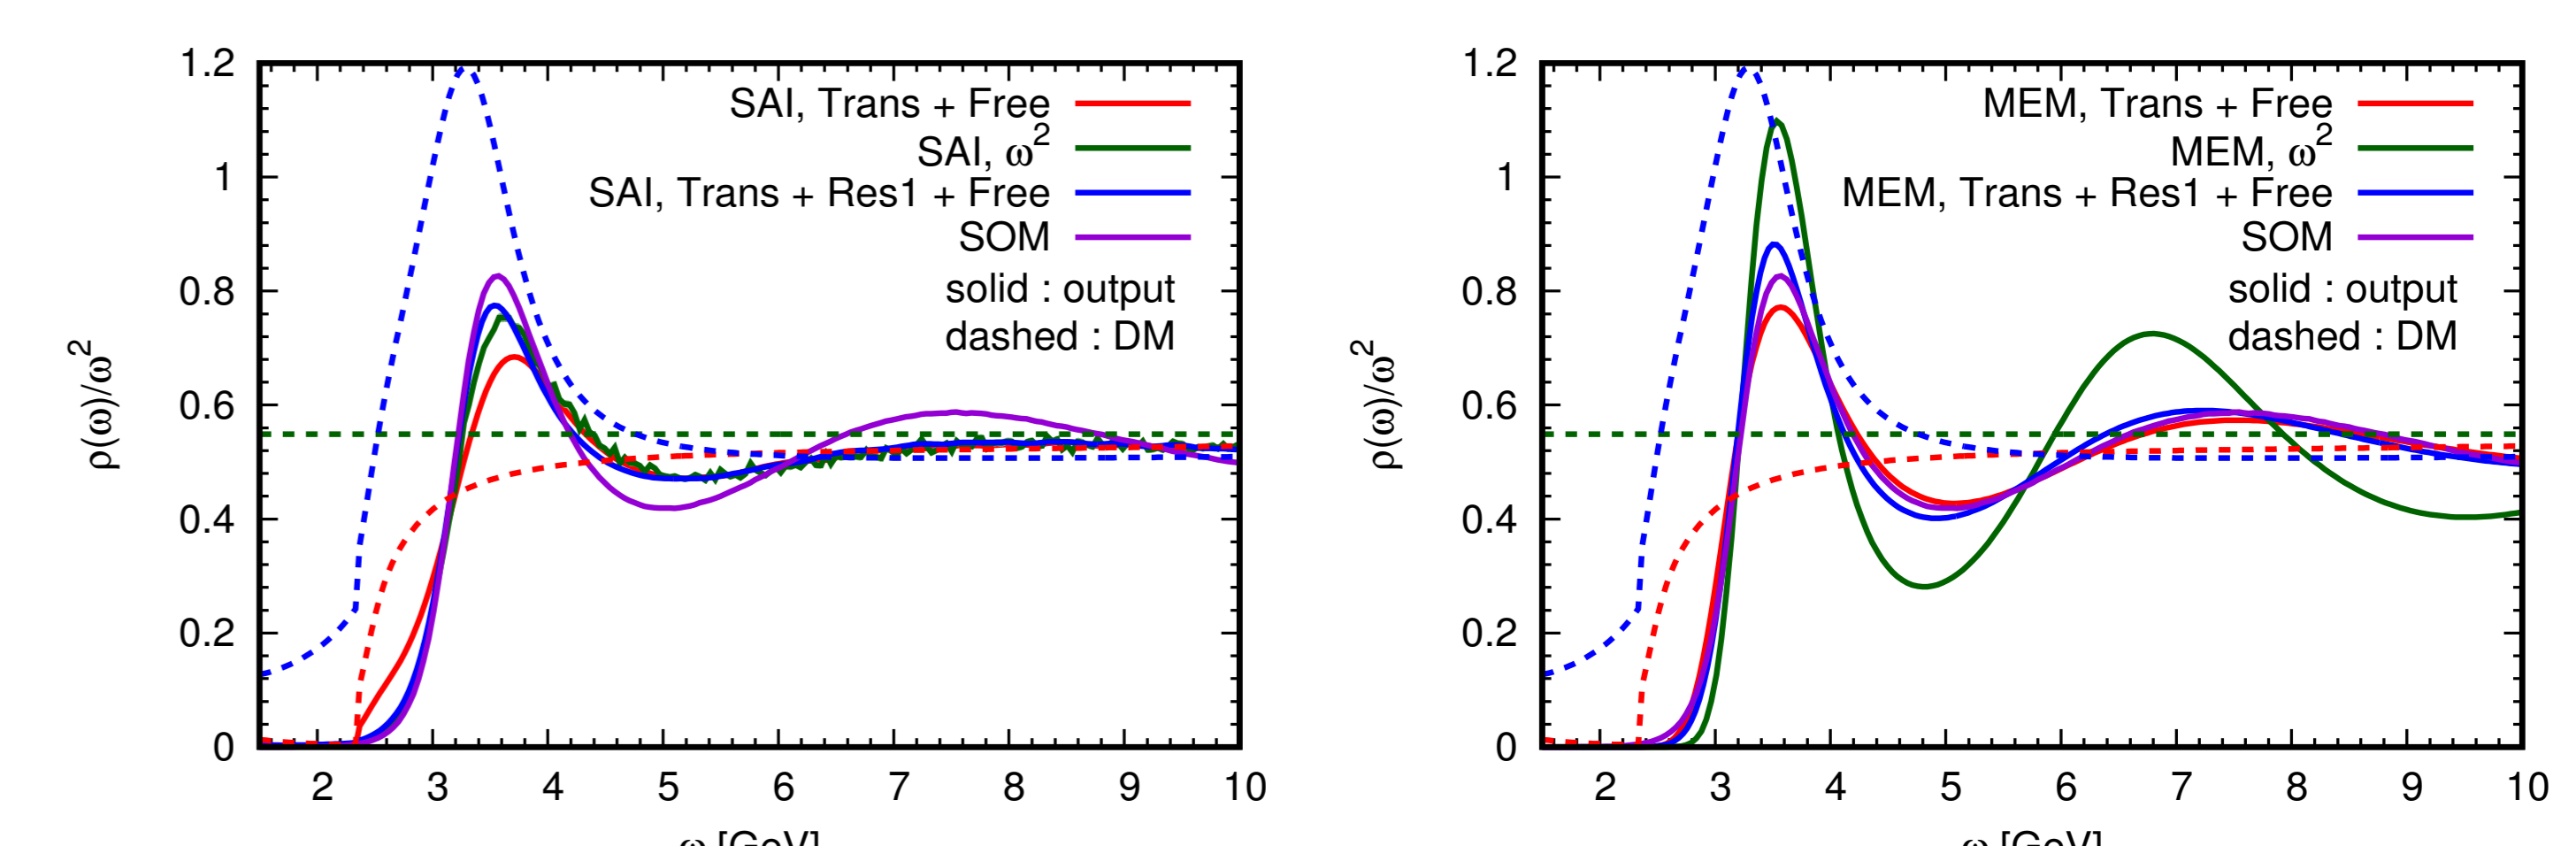 1.2
1
0.8
0.6
0.4
0.2
0
ρ(ω)/ω²
SAI, Trans + Free
SAI, ω²
SAI, Trans + Res1 + Free
SOM
solid : output
dashed : DM
2 3 4 5 6 7 8 9 10
ω [GeV]
1.2
1
0.8
0.6
0.4
0.2
0
ρ(ω)/ω²
MEM, Trans + Free
MEM, ω²
MEM, Trans + Res1 + Free
SOM
solid : output
dashed : DM
2 3 4 5 6 7 8 9 10
ω [GeV]